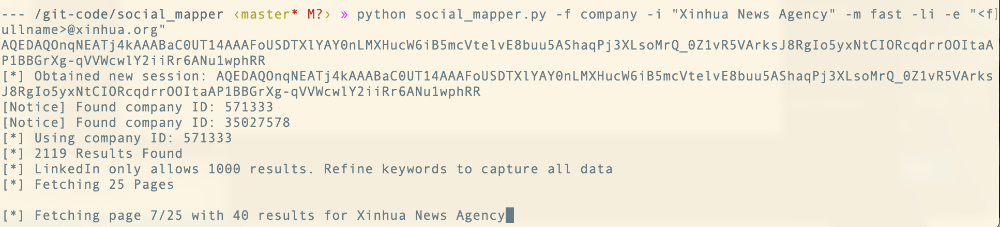 --- /git-code/social_mapper ‹master* M?› » python social_mapper.py -f company -i "Xinhua News Agency" -m fast -li -e "<f
ullname>@xinhua.org"
AQEDAQOnqNEATj4kAAABaC0UT14AAAFoUSDTXlYAY0nLMXHucW6iB5mcVtelvE8buu5AShaqPj3XLsoMrQ_0Z1vR5VArksJ8RgIo5yxNtCIORcqdrrOOItaA
P1BBGrXg-qVVWcwlY2iiRr6ANu1wphRR
[*] Obtained new session: AQEDAQOnqNEATj4kAAABaC0UT14AAAFoUSDTXlYAY0nLMXHucW6iB5mcVtelvE8buu5AShaqPj3XLsoMrQ_0Z1vR5VArks
J8RgIo5yxNtCIORcqdrrOOItaAP1BBGrXg-qVVWcwlY2iiRr6ANu1wphRR
[Notice] Found company ID: 571333
[Notice] Found company ID: 35027578
[*] Using company ID: 571333
[*] 2119 Results Found
[*] LinkedIn only allows 1000 results. Refine keywords to capture all data
[*] Fetching 25 Pages
[*] Fetching page 7/25 with 40 results for Xinhua News Agency